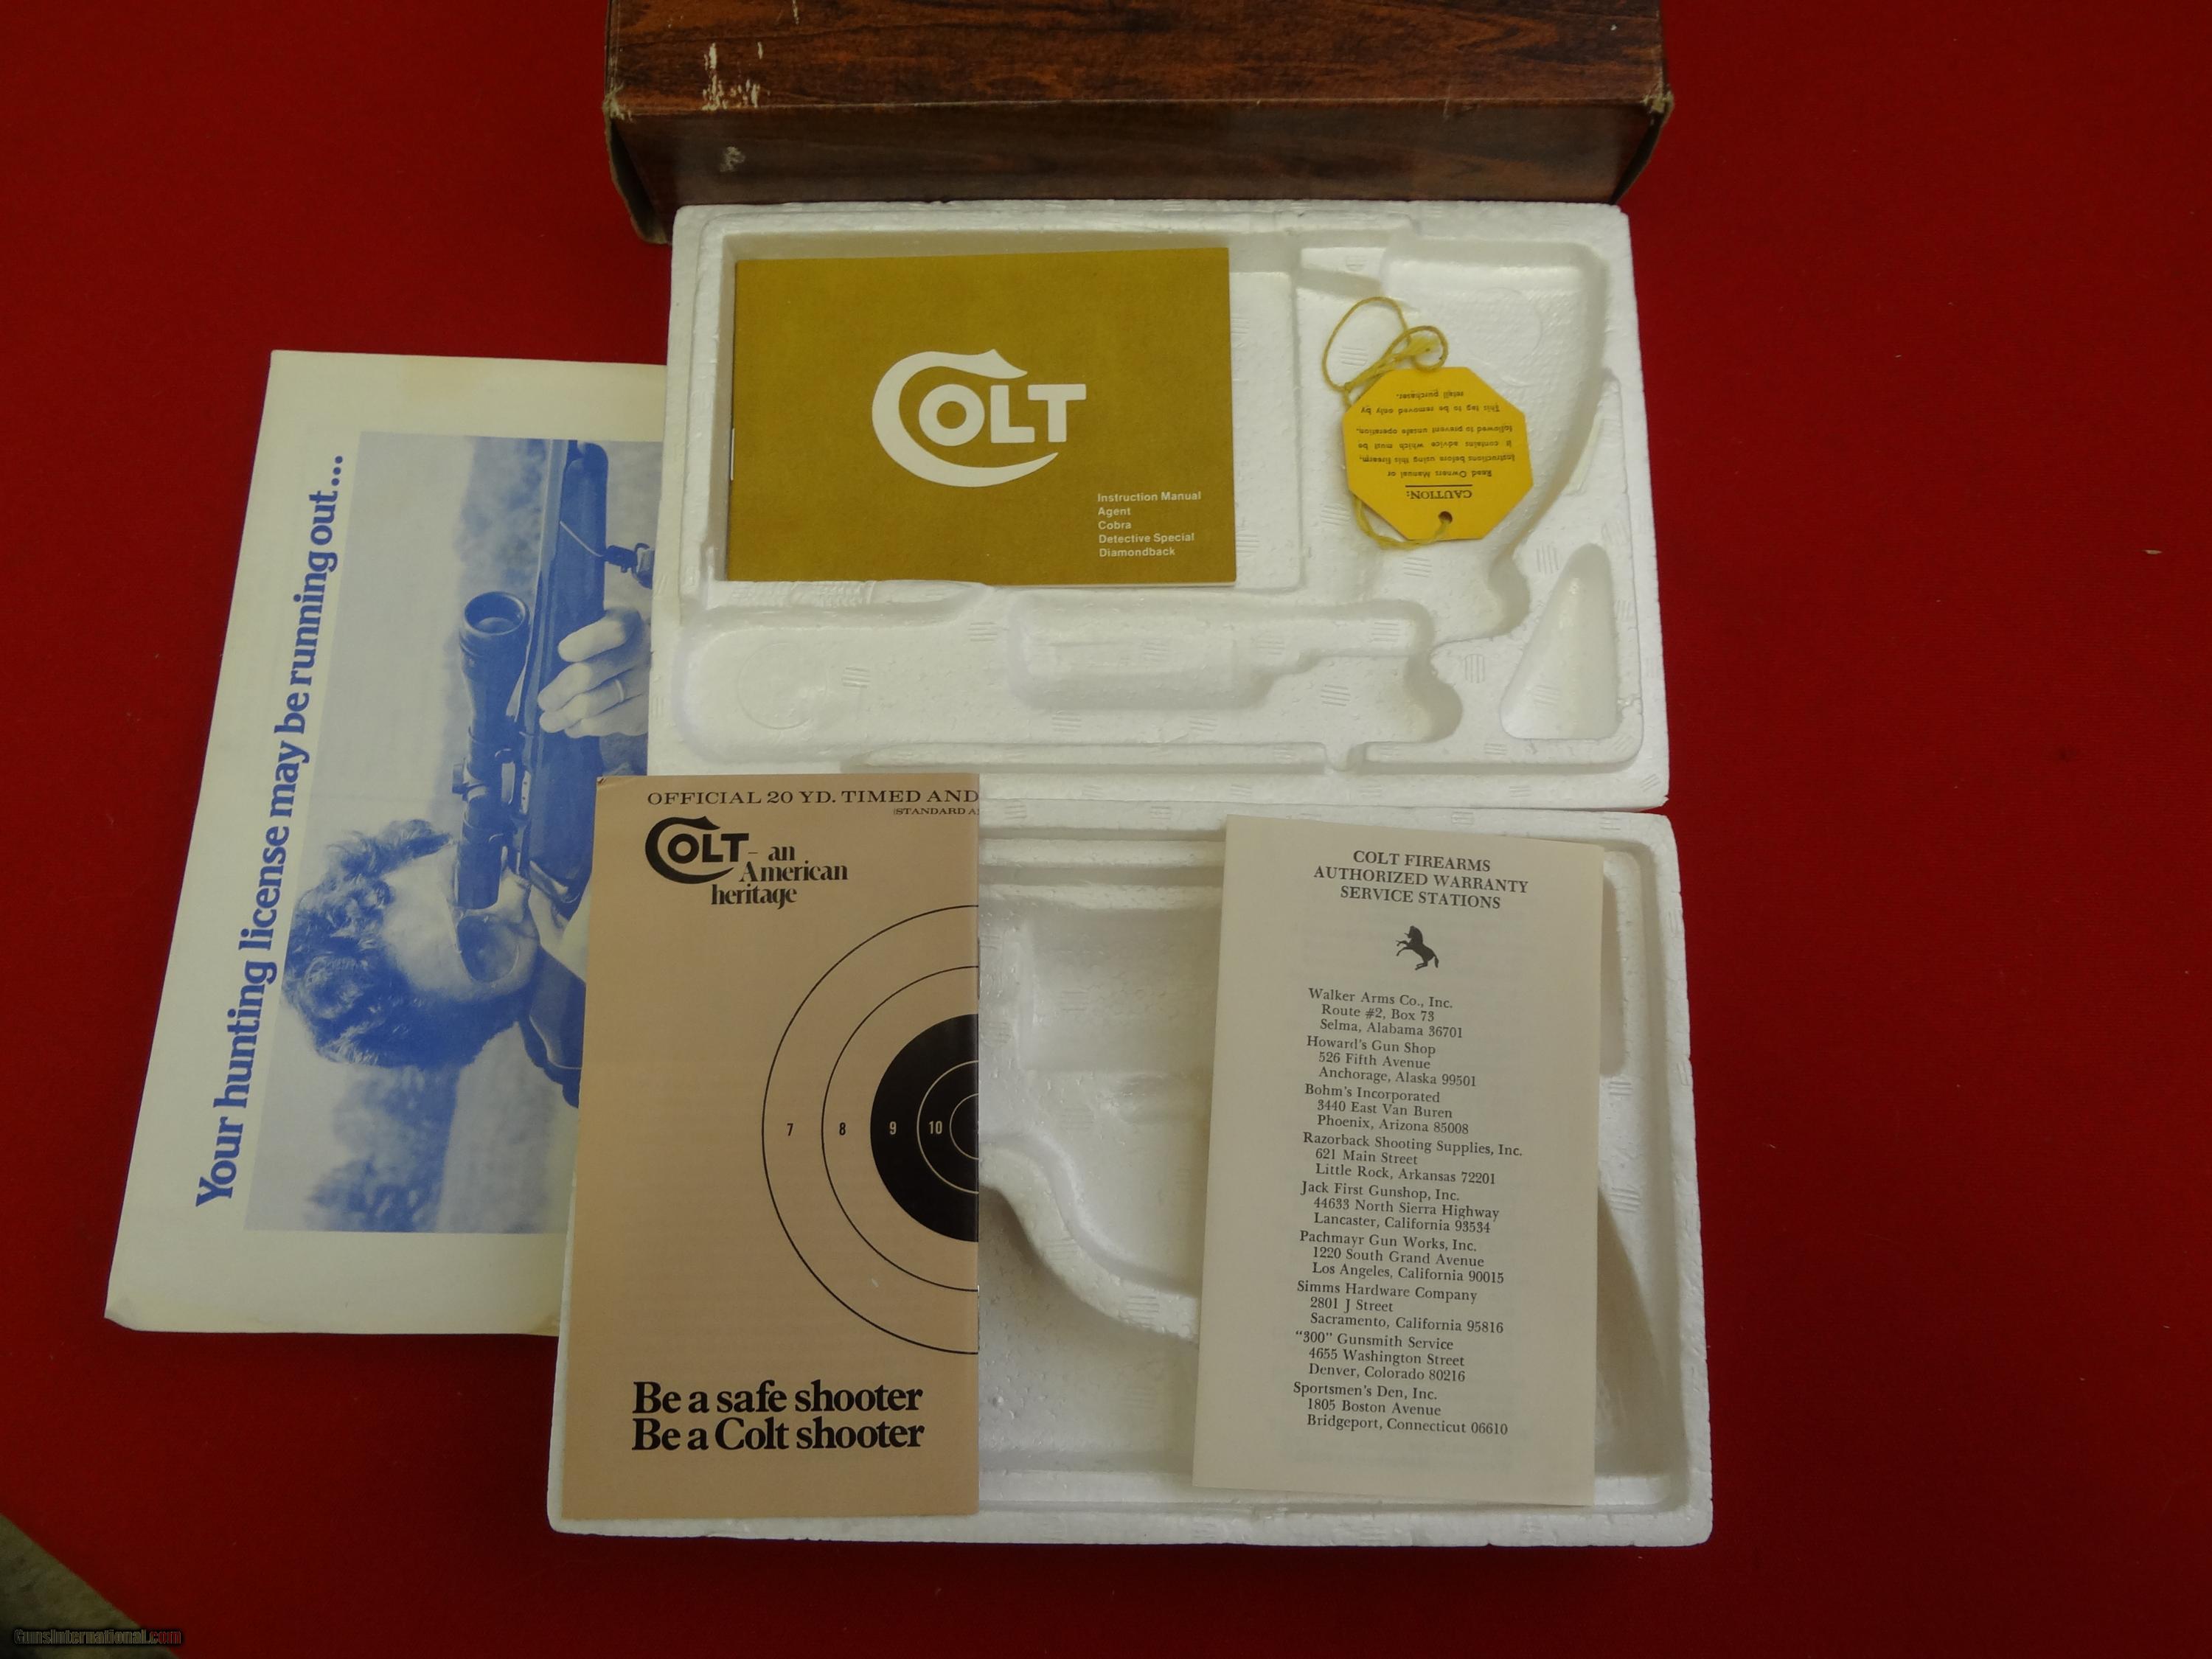 COLT
Instruction Manual
Agent
Cobra
Detective Special
Diamondback
CAUTION:
Read Owners Manual or
Instructions before using this firearm,
it contains advice which must be
followed to prevent unsafe operation.
This tag to be removed only by
retail purchaser.
Your hunting license may be running out...
OFFICIAL 20 YD. TIMED AND
(STANDARD A
COLT - an
American
heritage
7 8 9 10
Be a safe shooter
Be a Colt shooter
COLT FIREARMS
AUTHORIZED WARRANTY
SERVICE STATIONS
Walker Arms Co., Inc.
Route #2, Box 73
Selma, Alabama 36701
Howard's Gun Shop
526 Fifth Avenue
Anchorage, Alaska 99501
Bohm's Incorporated
3440 East Van Buren
Phoenix, Arizona 85008
Razorback Shooting Supplies, Inc.
621 Main Street
Little Rock, Arkansas 72201
Jack First Gunshop, Inc.
44633 North Sierra Highway
Lancaster, California 93534
Pachmayr Gun Works, Inc.
1220 South Grand Avenue
Los Angeles, California 90015
Simms Hardware Company
2801 J Street
Sacramento, California 95816
"300" Gunsmith Service
4655 Washington Street
Denver, Colorado 80216
Sportsmen's Den, Inc.
1805 Boston Avenue
Bridgeport, Connecticut 06610
GunsInternational.com